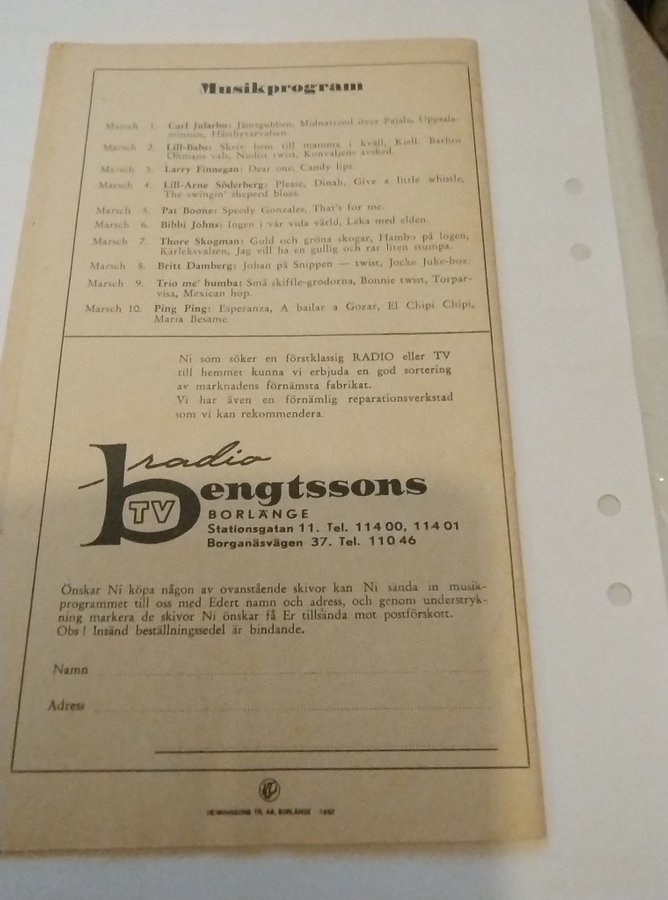 Musikprogram
Marsch 1. Carl Jularbo: Jämtgubben, Midnattssol över Pajala, Uppsala-
minnen, Hästbytarvalsen.
Marsch 2. Lill-Babs: Skriv hem till mamma i kväll, Kjell, Barbro
Uhrmans vals, Nudist twist, Konvaljens avsked.
Marsch 3. Larry Finnegan: Dear one, Candy lips.
Marsch 4. Lill-Arne Söderberg: Please, Dinah, Give a little whistle,
The swingin' sheperd blues.
Marsch 5. Pat Boone: Speedy Gonzales, That's for me.
Marsch 6. Bibbi Johns: Ingen i vår vida värld, Leka med elden.
Marsch 7. Thore Skogman: Guld och gröna skogar, Hambo på logen,
Kärleksvalsen, Jag vill ha en gullig och rar liten stumpa.
Marsch 8. Britt Damberg: Johan på Snippen — twist, Jocke Juke-box
Marsch 9. Trio me' bumba: Små skiffle-grodorna, Bonnie twist, Torpar-
visa, Mexican hop.
Marsch 10. Ping Ping: Esperanza, A bailar a Gozar, El Chipi Chipi,
Maria Besame.
Ni som söker en förstklassig RADIO eller TV
till hemmet kunna vi erbjuda en god sortering
av marknadens förnämsta fabrikat.
Vi har även en förnämlig reparationsverkstad
som vi kan rekommendera.
radio
bengtssons
TV
BORLÄNGE
Stationsgatan 11. Tel. 114 00, 114 01
Borganäsvägen 37. Tel. 110 46
Önskar Ni köpa någon av ovanstående skivor kan Ni sända in musik-
programmet till oss med Edert namn och adress, och genom understryk-
ning markera de skivor Ni önskar få Er tillsända mot postförskott.
Obs! Insänd beställningssedel är bindande.
Namn
Adress
HENNINGSSONS TR. AB, BORLÄNGE